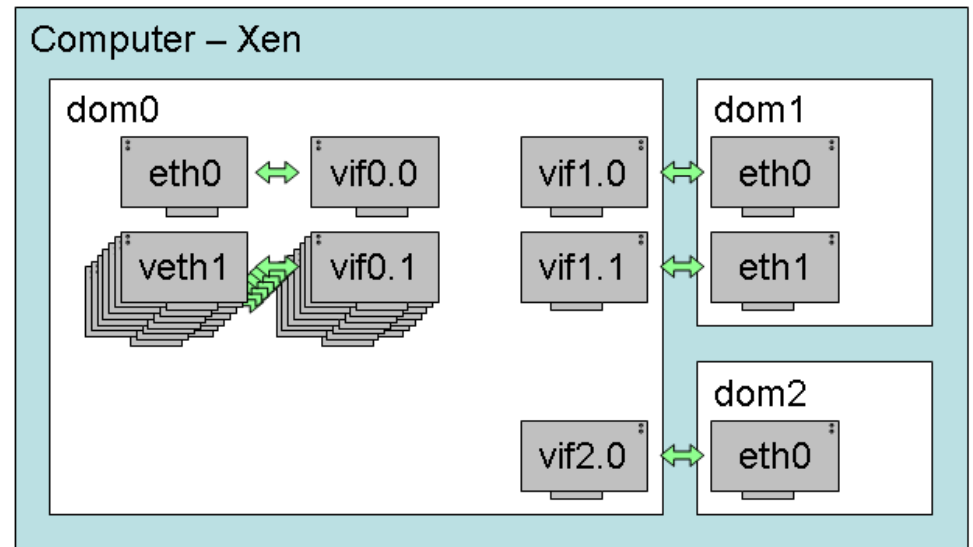 Computer – Xen
dom0
eth0
vif0.0
veth1
vif0.1
vif1.0
vif1.1
vif2.0
dom1
eth0
eth1
dom2
eth0